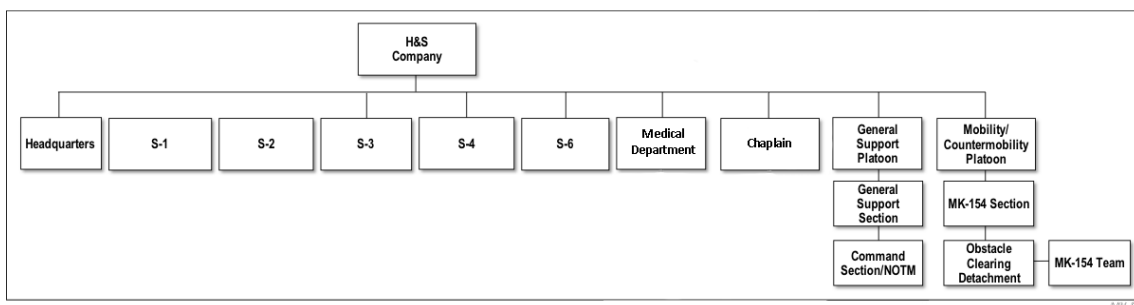 H&S
Company
Headquarters
S-1
S-2
S-3
S-4
S-6
Medical
Department
Chaplain
General
Support
Platoon
Mobility/
Countermobility
Platoon
General
Support
Section
MK-154 Section
Command
Section/NOTM
Obstacle
Clearing
Detachment
MK-154 Team